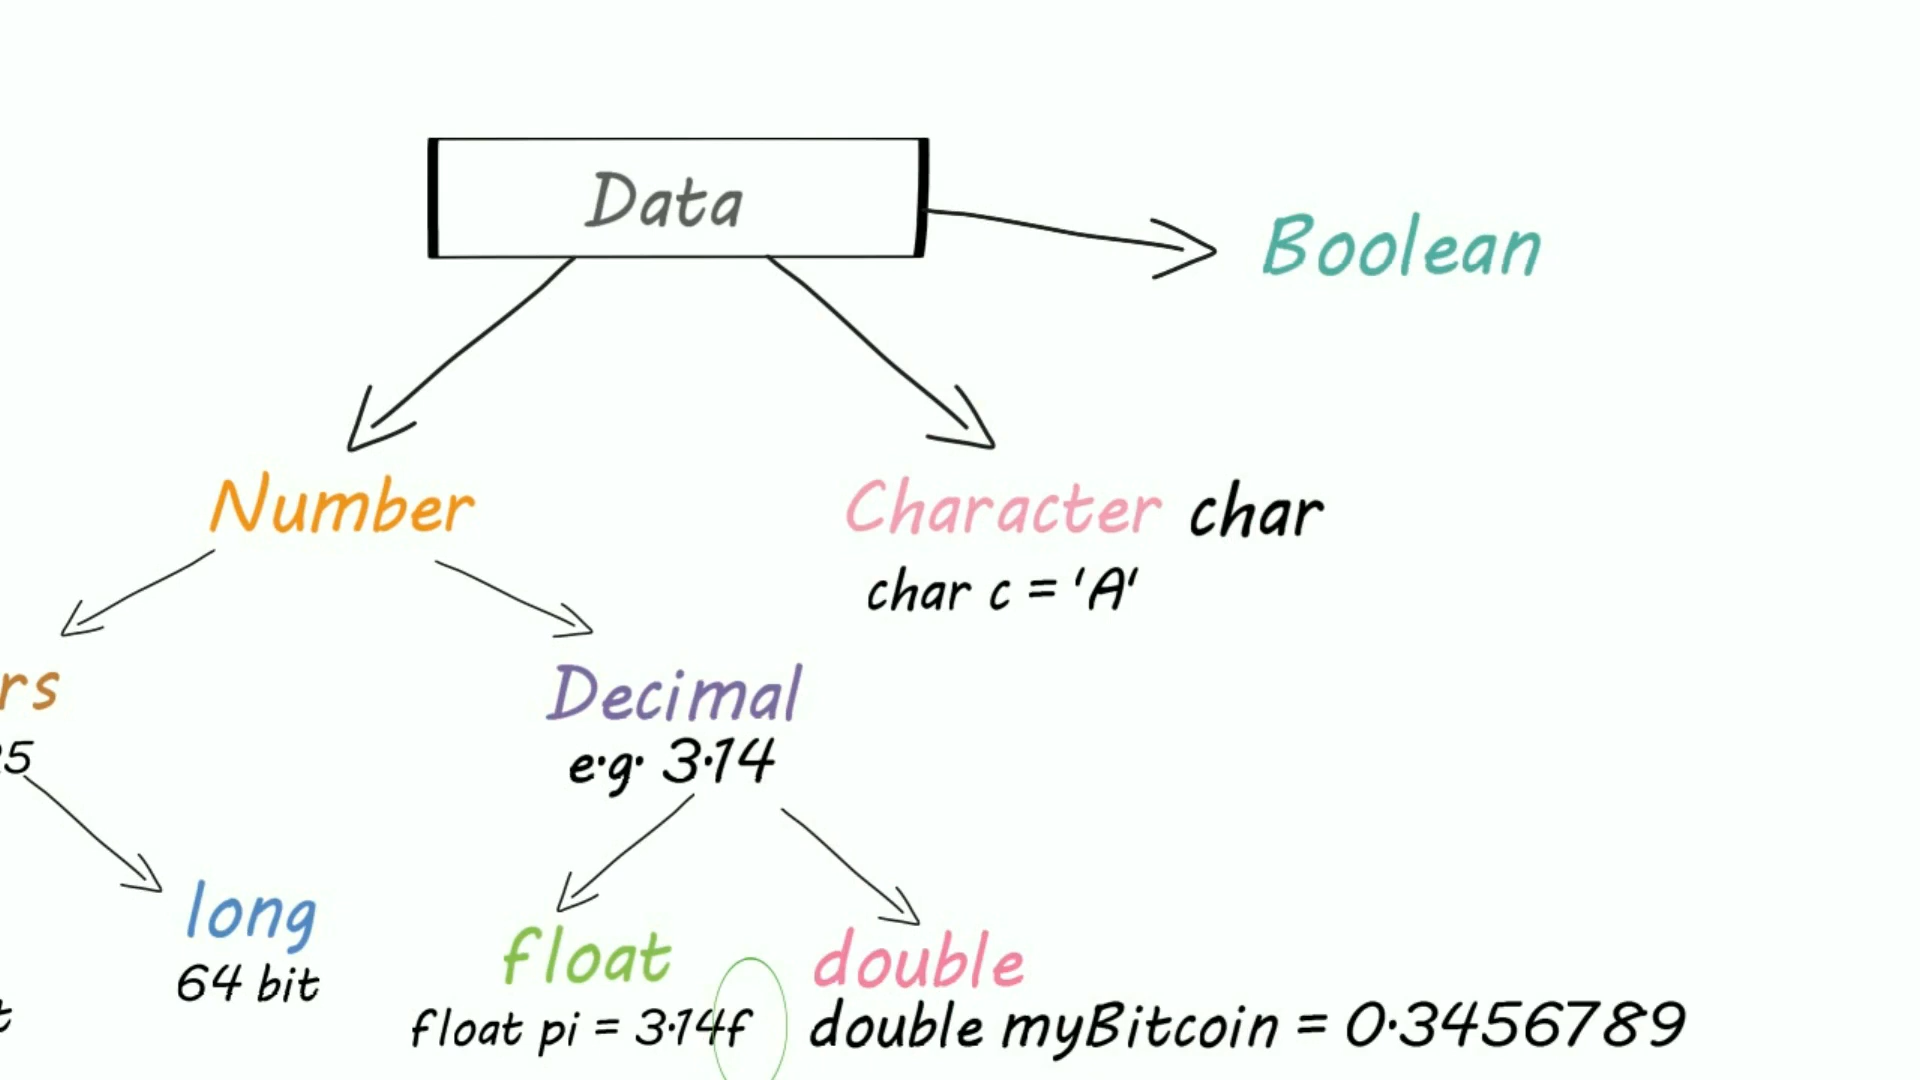 Data
Boolean
Number
Character char
char c = 'A'
Decimal
e.g. 3.14
long
64 bit
float
float pi = 3.14f
double
double myBitcoin = 0.3456789